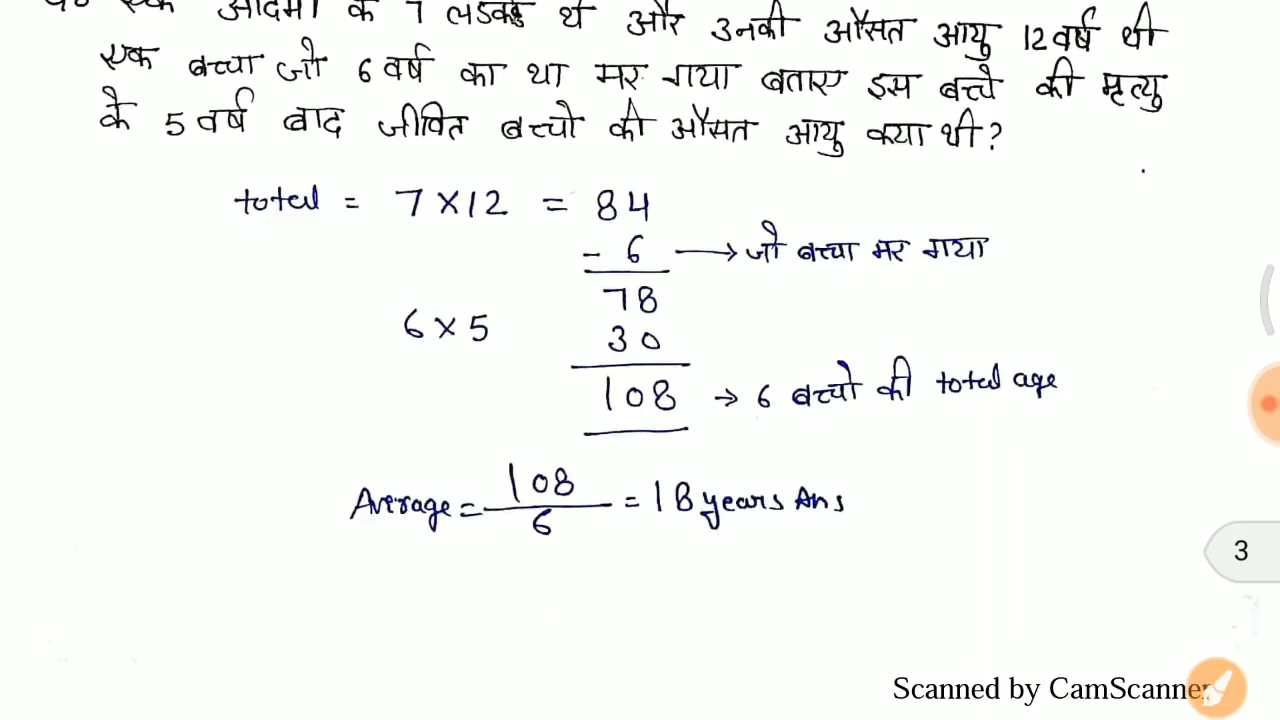 आदमी के 7 लडके थे और उनकी औसत आयु 12 वर्ष थी
एक बच्चा जो 6 वर्ष का था मर गया बताए इस बच्चे की मृत्यु
के 5 वर्ष बाद जीवित बच्चो की औसत आयु क्या थी?
total = 7 × 12 = 84
- 6 → जो बच्चा मर गया
78
6 × 5
30
108 → 6 बच्चो की total age
Average = 108/6 = 18 years Ans
3
Scanned by CamScanner